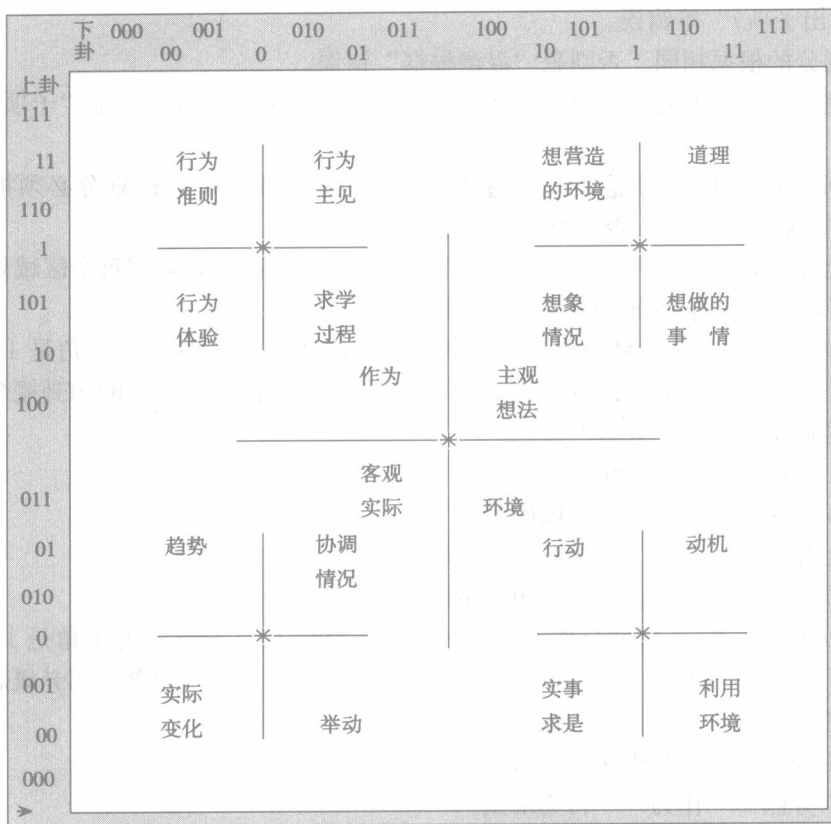 下 000 001 010 011 100 101 110 111
卦 00 0 01 10 1 11
上卦
111
11 行为 行为 想营造 道理
准则 主见 的环境
110
1
101 行为 求学 想象 想做的
体验 过程 情况 事 情
10
作为 主观
100 想法
客观
011 实际 环境
01 趋势 协调 行动 动机
情况
010
0
001 实际 实事 利用
变化 举动 求是 环境
00
000